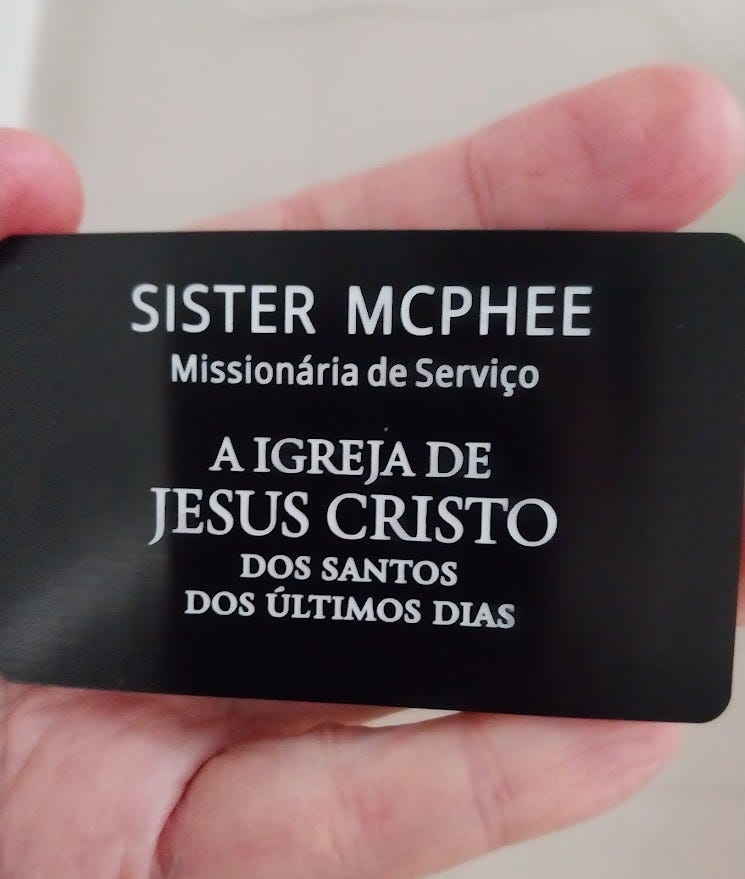 SISTER MCPHEE
Missionária de Serviço
A IGREJA DE
JESUS CRISTO
DOS SANTOS
DOS ÚLTIMOS DIAS